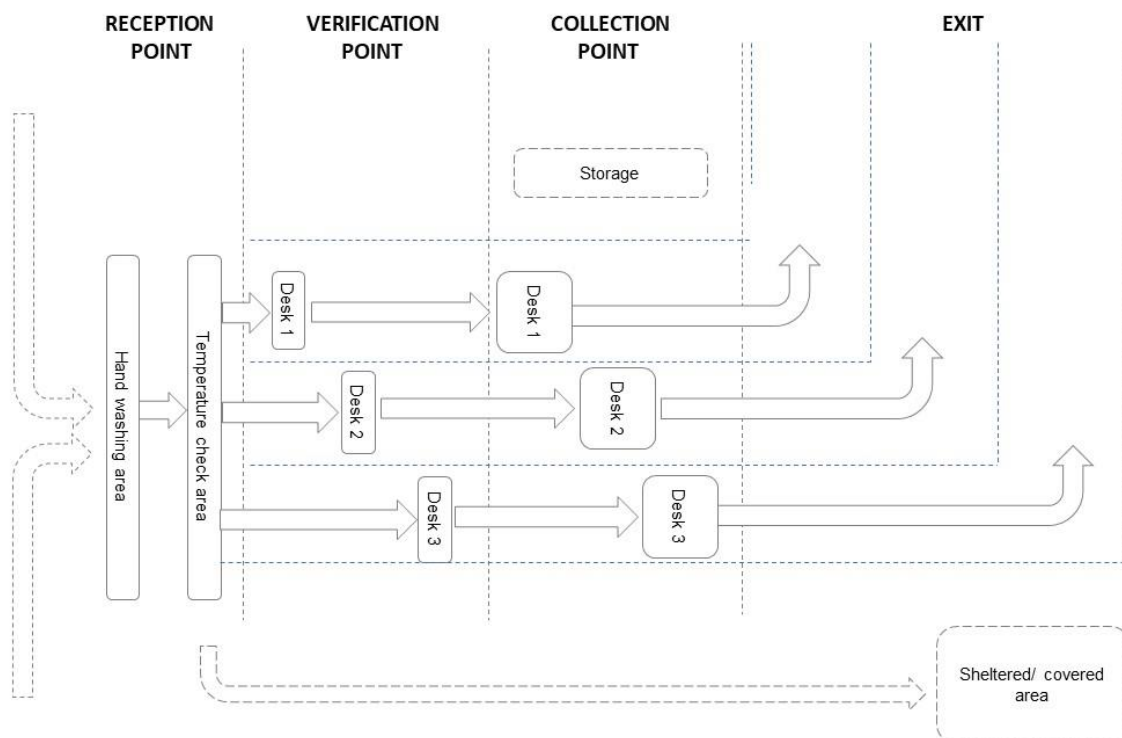 RECEPTION
POINT
VERIFICATION
POINT
COLLECTION
POINT
EXIT
Storage
Hand washing area
Temperature check area
Desk 1
Desk 1
Desk 2
Desk 2
Desk 3
Desk 3
Sheltered/ covered
area